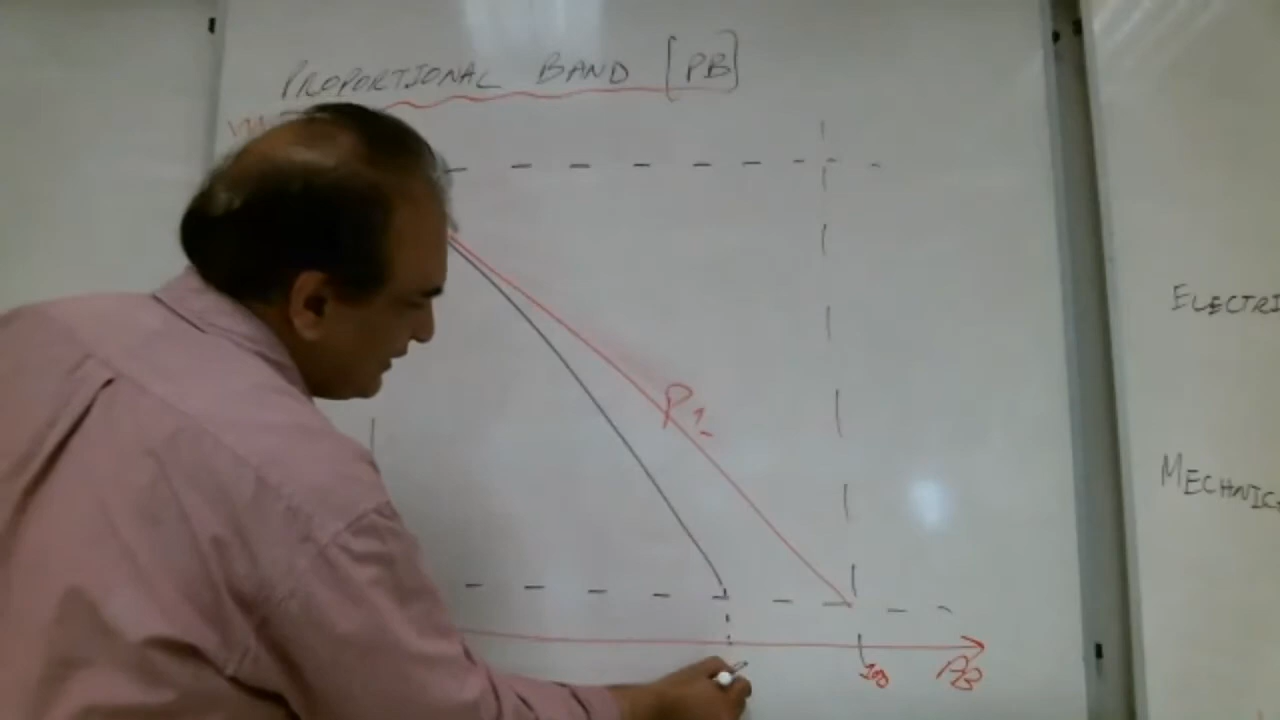 PROPORTIONAL BAND [PB]
ELECTRI
P1
MECHNIC
100
PB